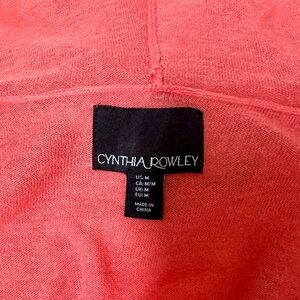 CYNTHIA ROWLEY
US: M
CA: M/M
UK: M
EU: M
MADE IN
CHINA